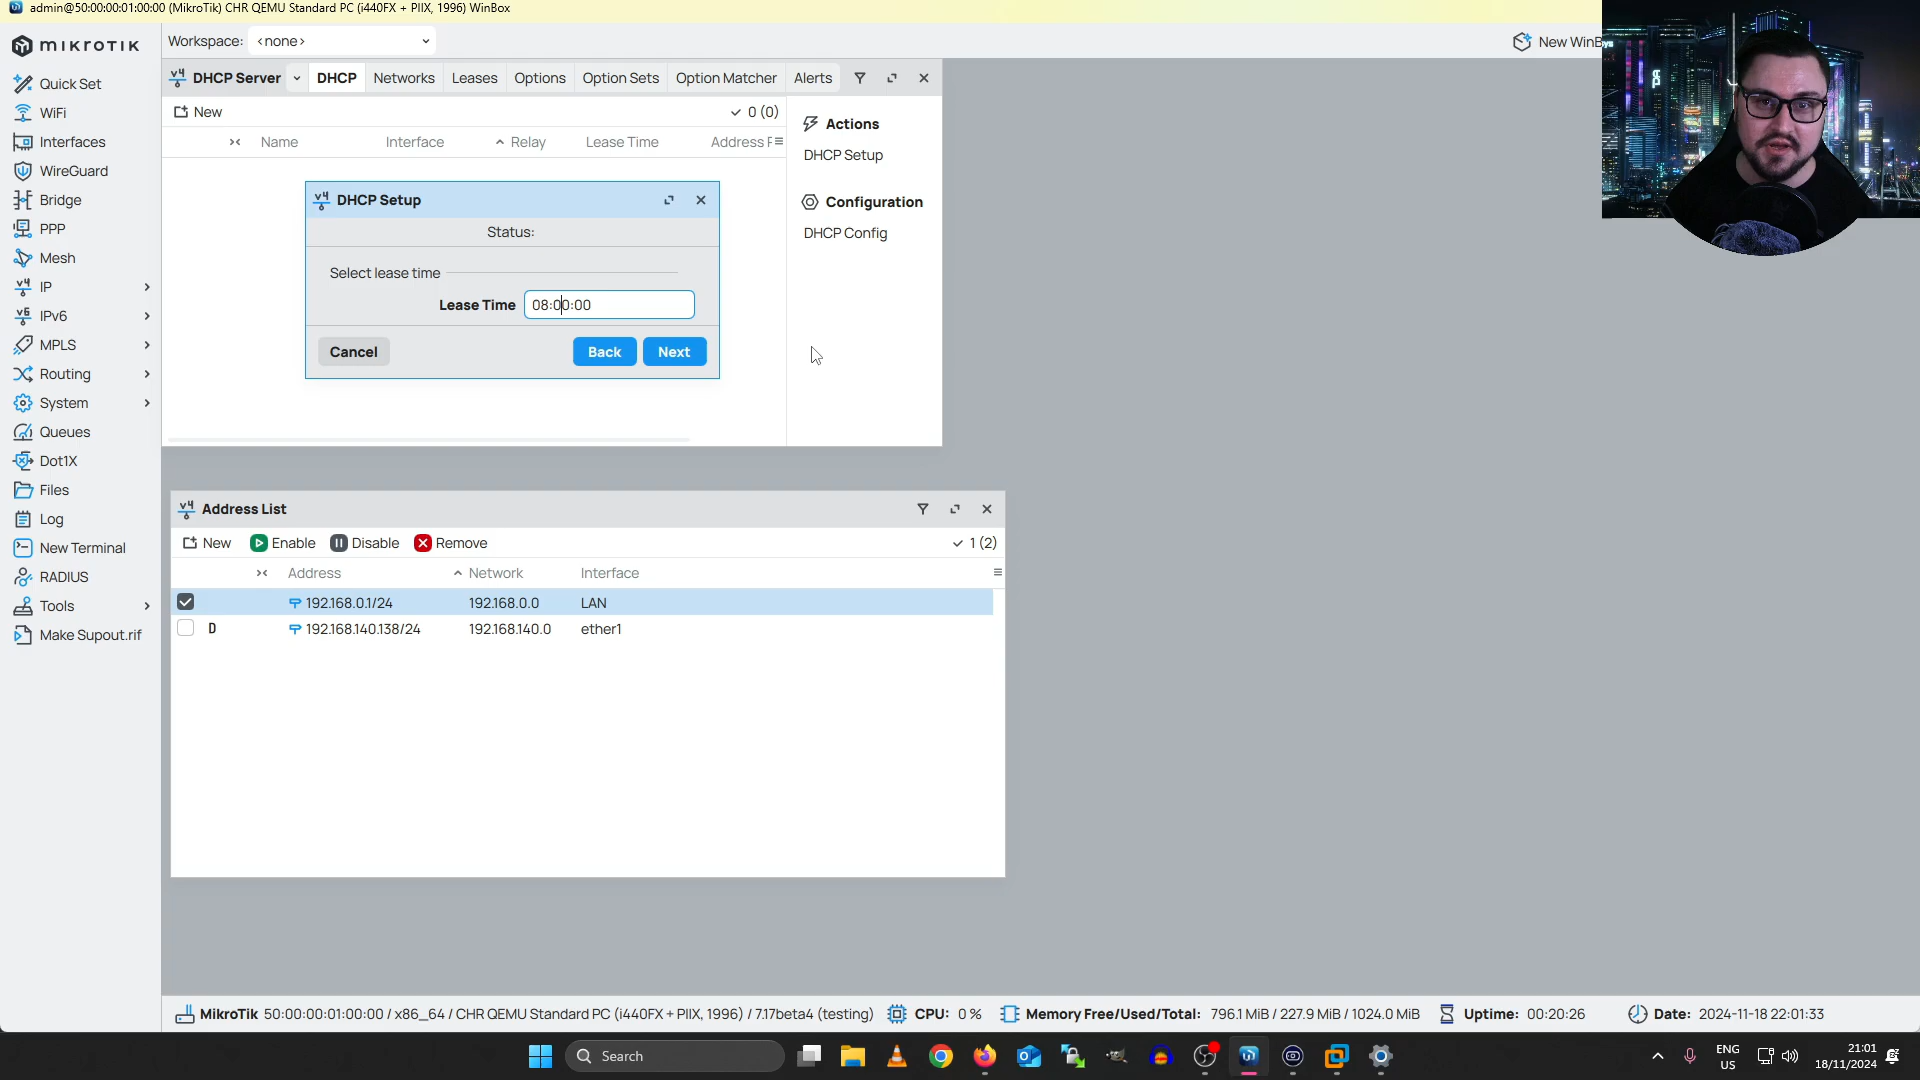 admin@50:00:00:01:00:00 (MikroTik) CHR QEMU Standard PC (i440FX + PIIX, 1996) WinBox
MIKROTIK
Workspace: <none>
New WinB
Quick Set
WiFi
Interfaces
WireGuard
Bridge
PPP
Mesh
IP
IPv6
MPLS
Routing
System
Queues
Dot1X
Files
Log
New Terminal
RADIUS
Tools
Make Supout.rif
DHCP Server DHCP Networks Leases Options Option Sets Option Matcher Alerts
New 0 (0)
Name Interface Relay Lease Time Address P
Actions
DHCP Setup
Configuration
DHCP Config
DHCP Setup
Status:
Select lease time
Lease Time 08:00:00
Cancel Back Next
Address List
New Enable Disable Remove 1 (2)
Address Network Interface
192.168.0.1/24 192.168.0.0 LAN
D 192.168.140.138/24 192.168.140.0 ether1
MikroTik 50:00:00:01:00:00 / x86_64 / CHR QEMU Standard PC (i440FX + PIIX, 1996) / 7.17beta4 (testing) CPU: 0 % Memory Free/Used/Total: 796.1 MiB / 227.9 MiB / 1024.0 MiB Uptime: 00:20:26 Date: 2024-11-18 22:01:33
Search
ENG
US
21:01
18/11/2024